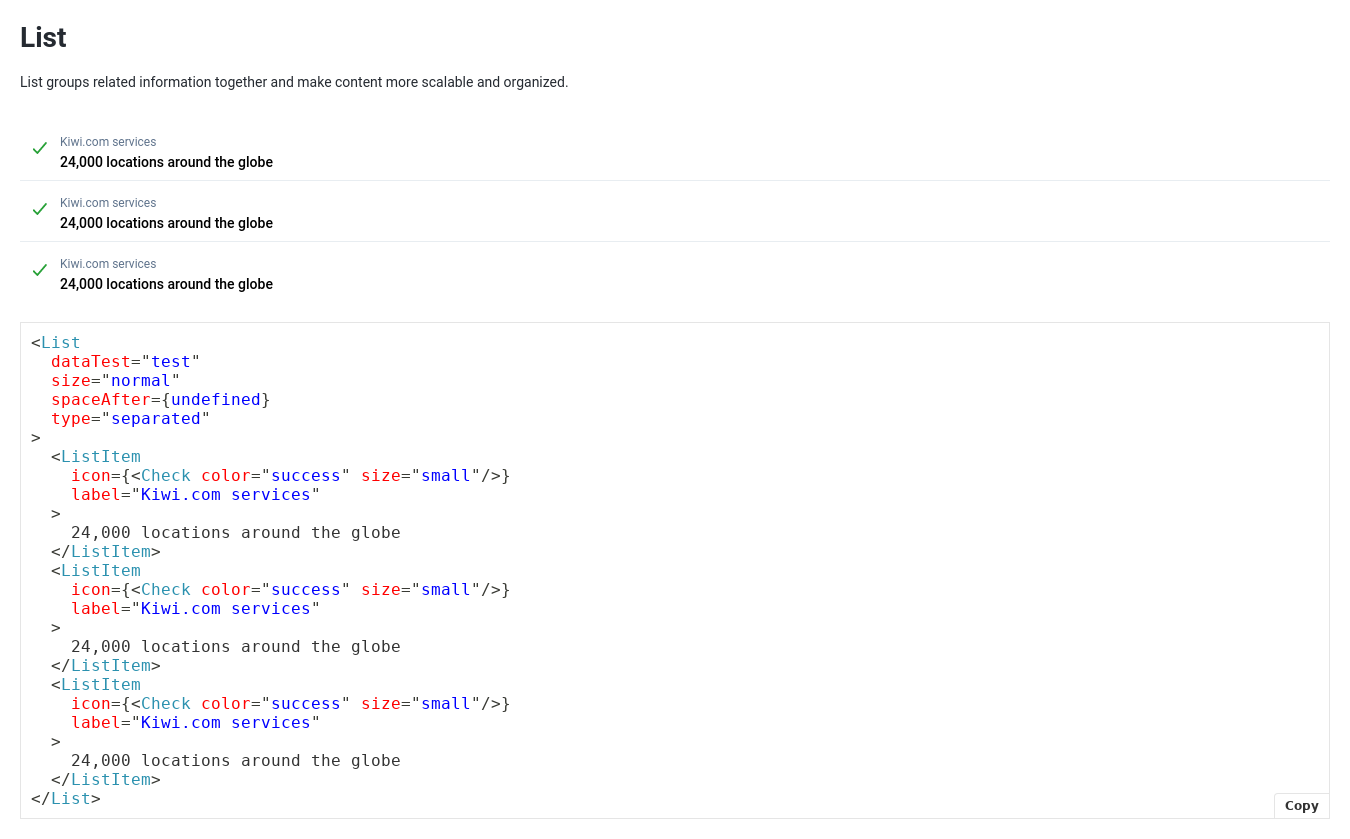 List
List groups related information together and make content more scalable and organized.
Kiwi.com services
24,000 locations around the globe
Kiwi.com services
24,000 locations around the globe
Kiwi.com services
24,000 locations around the globe
<List
  dataTest="test"
  size="normal"
  spaceAfter={undefined}
  type="separated"
>
  <ListItem
    icon={<Check color="success" size="small"/>}
    label="Kiwi.com services"
  >
    24,000 locations around the globe
  </ListItem>
  <ListItem
    icon={<Check color="success" size="small"/>}
    label="Kiwi.com services"
  >
    24,000 locations around the globe
  </ListItem>
  <ListItem
    icon={<Check color="success" size="small"/>}
    label="Kiwi.com services"
  >
    24,000 locations around the globe
  </ListItem>
</List>
Copy